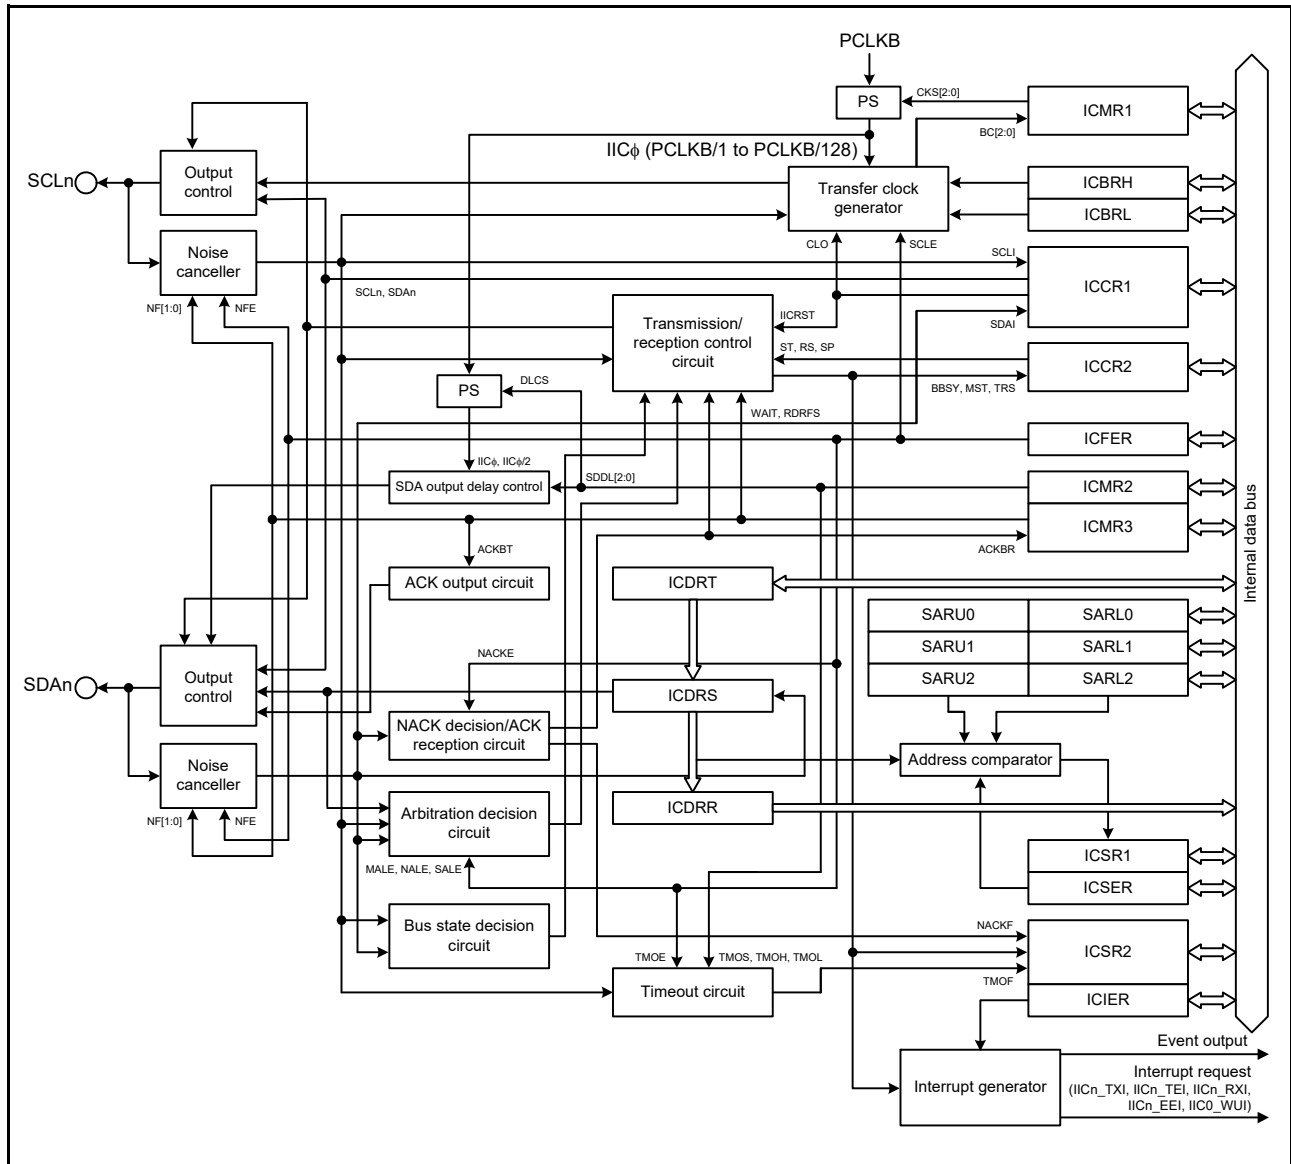 PCLKB
PS
CKS[2:0]
ICMR1
BC[2:0]
IICϕ (PCLKB/1 to PCLKB/128)
SCLn
Output
control
Transfer clock
generator
ICBRH
ICBRL
Noise
canceller
CLO
SCLE
SCLI
ICCR1
NF[1:0]
NFE
SCLn, SDAn
IICRST
SDAI
Transmission/
reception control
circuit
ST, RS, SP
ICCR2
BBSY, MST, TRS
PS
DLCS
WAIT, RDRFS
ICFER
IICϕ, IICϕ/2
SDA output delay control
SDDL[2:0]
ICMR2
ICMR3
ACKBT
ACKBR
Internal data bus
ACK output circuit
ICDRT
SARU0
SARL0
SARU1
SARL1
SARU2
SARL2
SDAn
Output
control
NACKE
ICDRS
NACK decision/ACK
reception circuit
Address comparator
Noise
canceller
NF[1:0]
NFE
Arbitration decision
circuit
ICDRR
MALE, NALE, SALE
ICSR1
ICSER
Bus state decision
circuit
NACKF
ICSR2
TMOE
TMOS, TMOH, TMOL
Timeout circuit
TMOF
ICIER
Event output
Interrupt generator
Interrupt request
(IICn_TXI, IICn_TEI, IICn_RXI,
IICn_EEI, IIC0_WUI)